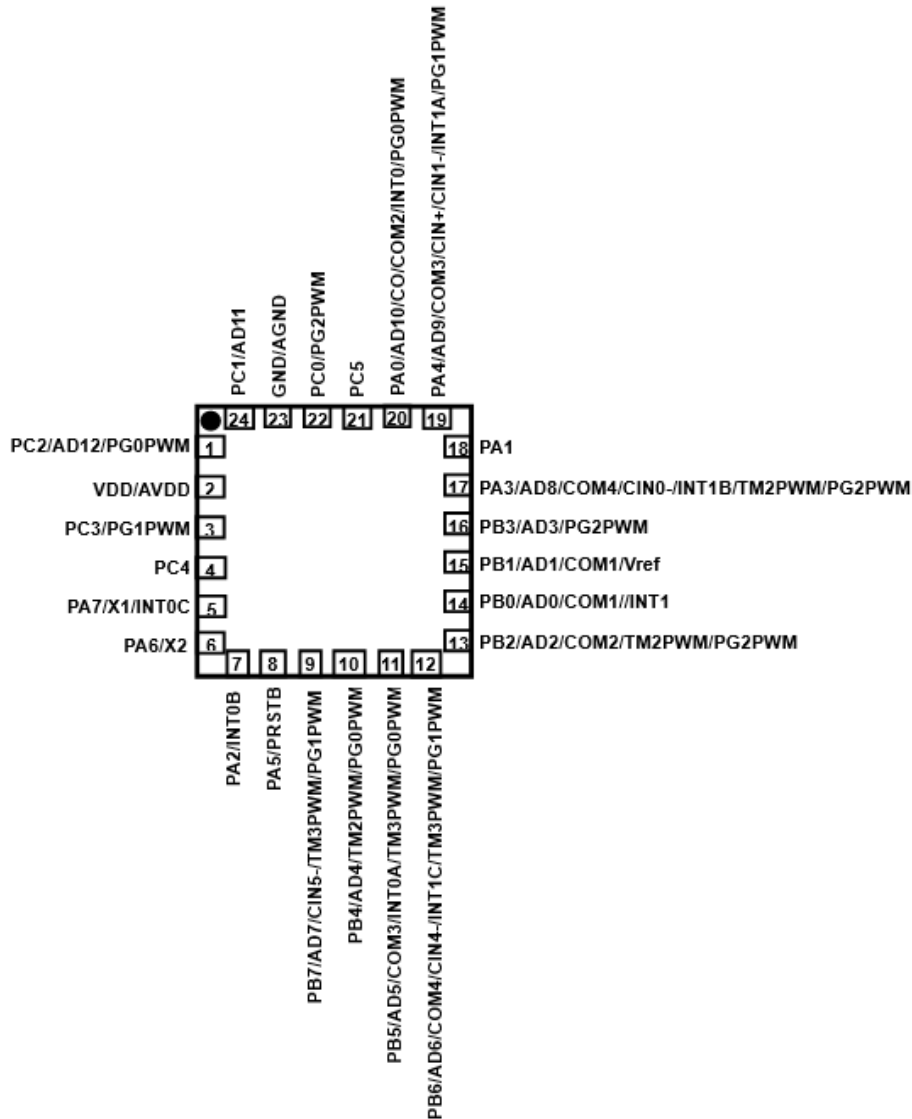 PA0/AD10/CO/COM2/INT0/PG0PWM
PA4/AD9/COM3/CIN+/CIN1-/INT1A/PG1PWM
PC1/AD11
GND/AGND
PC0/PG2PWM
PC5
24
23
22
21
20
19
PC2/AD12/PG0PWM
1
18
PA1
VDD/AVDD
2
17
PA3/AD8/COM4/CIN0-/INT1B/TM2PWM/PG2PWM
PC3/PG1PWM
3
16
PB3/AD3/PG2PWM
PC4
4
15
PB1/AD1/COM1/Vref
PA7/X1/INT0C
5
14
PB0/AD0/COM1//INT1
PA6/X2
6
13
PB2/AD2/COM2/TM2PWM/PG2PWM
7
8
9
10
11
12
PA2/INT0B
PA5/PRSTB
PB7/AD7/CIN5-/TM3PWM/PG1PWM
PB4/AD4/TM2PWM/PG0PWM
PB5/AD5/COM3/INT0A/TM3PWM/PG0PWM
PB6/AD6/COM4/CIN4-/INT1C/TM3PWM/PG1PWM